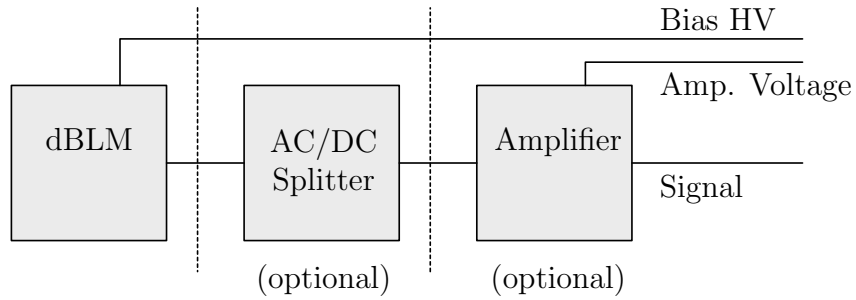 Bias HV
Amp. Voltage
dBLM
AC/DC
Splitter
Amplifier
Signal
(optional)
(optional)